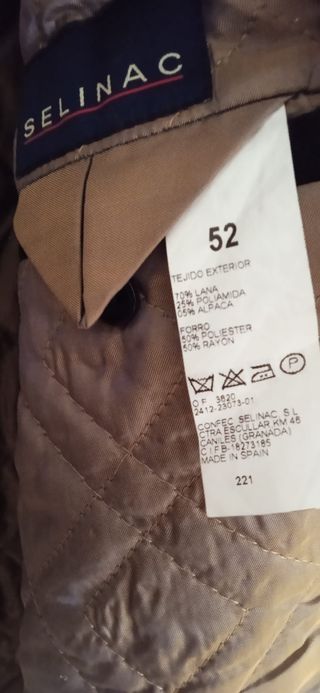 SELINAC
52
TEJIDO EXTERIOR
70% LANA
25% POLIAMIDA
05% ALPACA
FORRO
50% POLIESTER
50% RAYON
P
O.F. 3820
2412-23073-01
CONFEC. SELINAC, S.L
CTRA ESCULLAR KM 46
CANILES (GRANADA)
C.I.F.B-18273185
MADE IN SPAIN
221